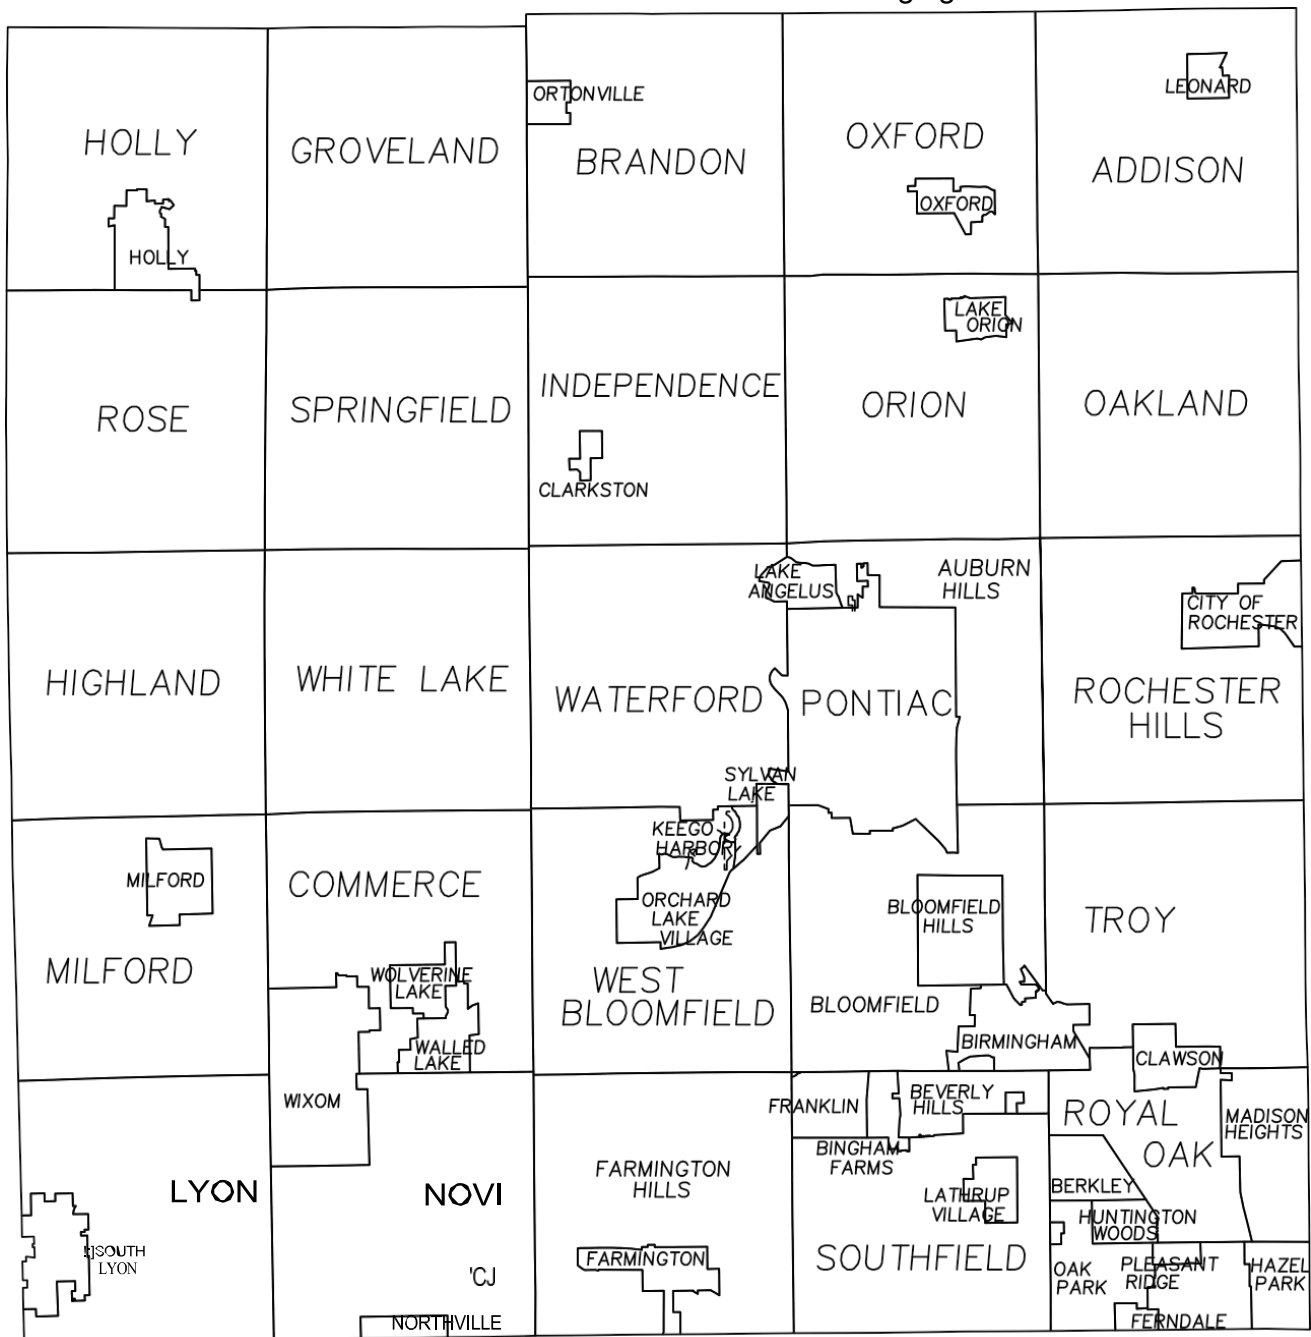 ORTONVILLE
LEONARD
HOLLY
GROVELAND
BRANDON
OXFORD
ADDISON
OXFORD
HOLLY
LAKE
ORION
ROSE
SPRINGFIELD
INDEPENDENCE
ORION
OAKLAND
CLARKSTON
LAKE
ANGELUS
AUBURN
HILLS
CITY OF
ROCHESTER
HIGHLAND
WHITE LAKE
WATERFORD
PONTIAC
ROCHESTER
HILLS
SYLVAN
LAKE
KEEGO
HARBOR
MILFORD
COMMERCE
ORCHARD
LAKE
VILLAGE
BLOOMFIELD
HILLS
TROY
MILFORD
WOLVERINE
LAKE
WEST
BLOOMFIELD
BLOOMFIELD
BIRMINGHAM
WALLED
LAKE
CLAWSON
WIXOM
FRANKLIN
BEVERLY
HILLS
ROYAL
OAK
MADISON
HEIGHTS
BINGHAM
FARMS
LYON
NOVI
FARMINGTON
HILLS
LATHRUP
VILLAGE
BERKLEY
HUNTINGTON
WOODS
SOUTH
LYON
'CJ
FARMINGTON
SOUTHFIELD
OAK
PARK
PLEASANT
RIDGE
HAZEL
PARK
NORTHVILLE
FERNDALE